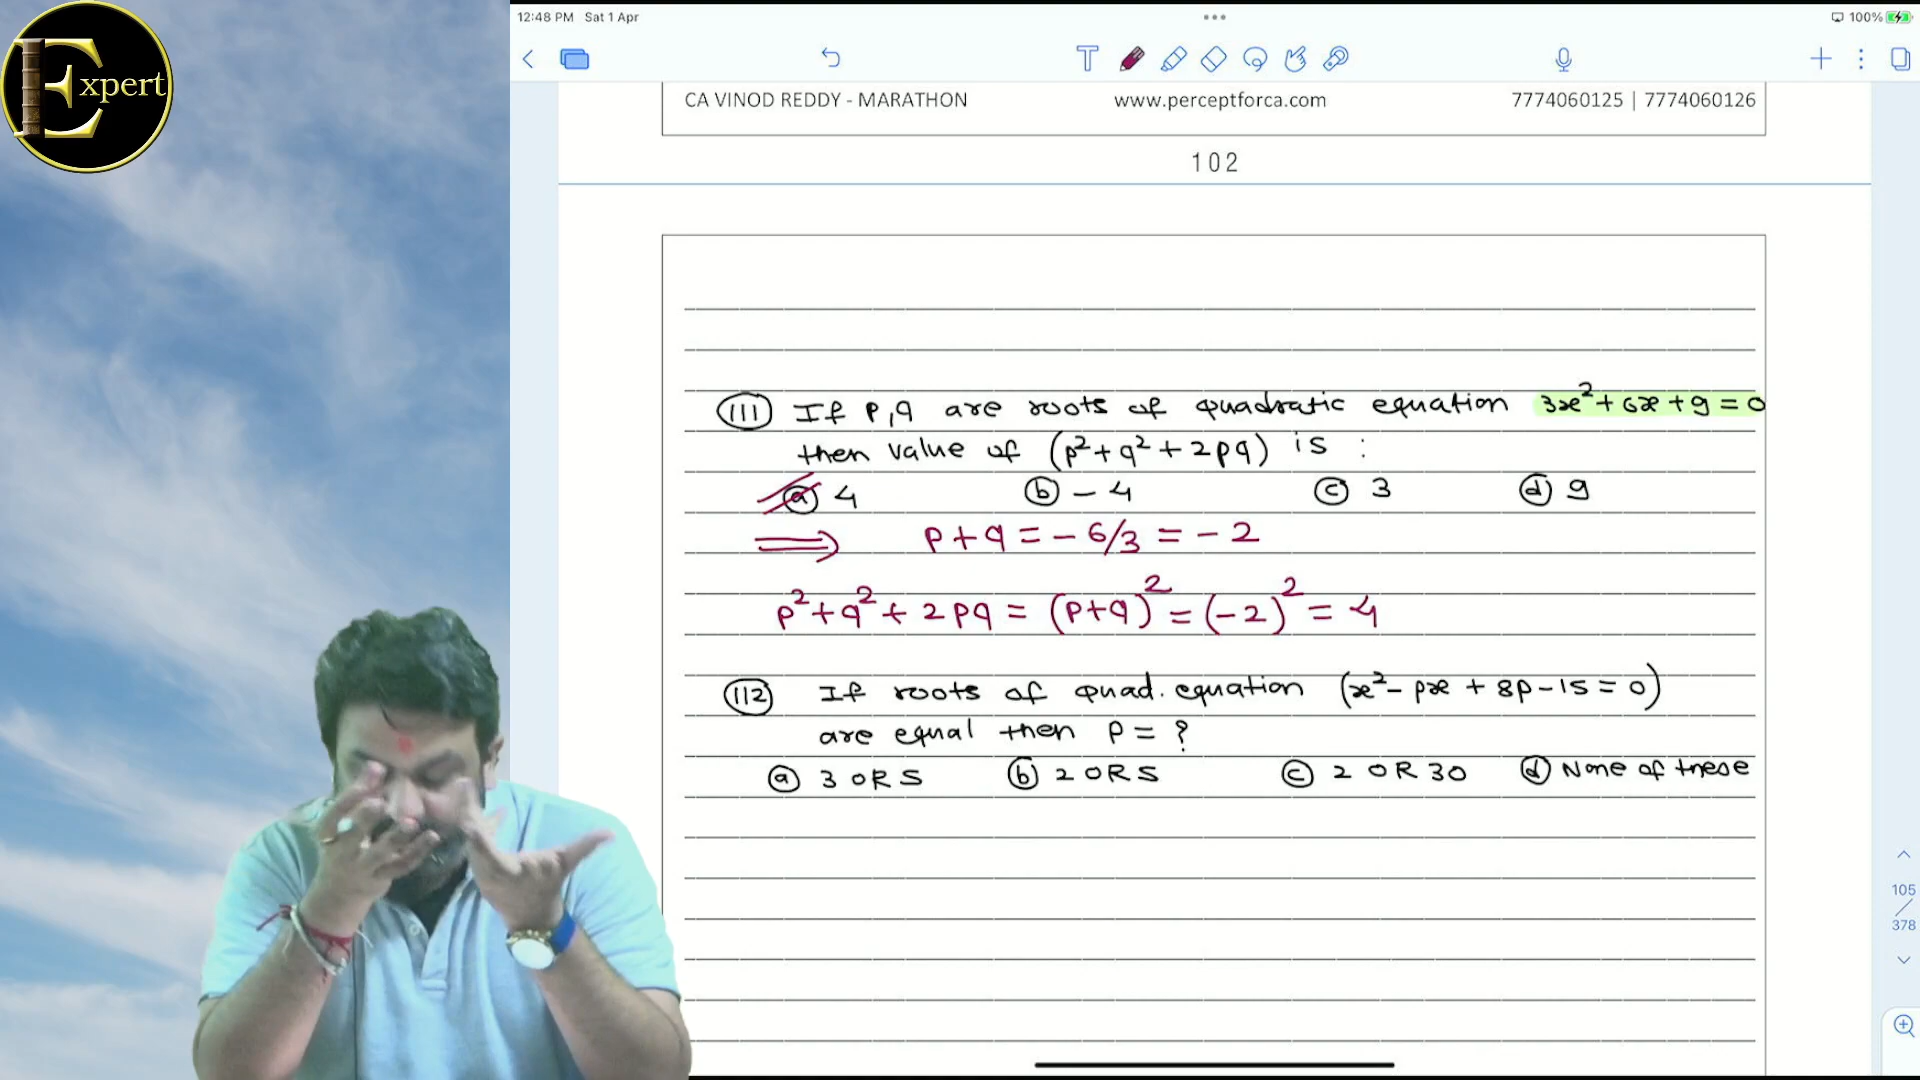 Expert
12:48 PM Sat 1 Apr
100%
T
CA VINOD REDDY - MARATHON www.perceptforca.com 7774060125 | 7774060126
102
(111) If p,q are roots of quadratic equation 3x² + 6x + 9 = 0
then value of (p² + q² + 2pq) is :
(a) 4 (b) - 4 (c) 3 (d) 9
⟹ p + q = - 6/3 = - 2
p² + q² + 2pq = (p+q)² = (-2)² = 4
(112) If roots of quad. equation (x² - px + 8p - 15 = 0)
are equal then p = ?
(a) 3 OR 5 (b) 2 OR 5 (c) 2 OR 30 (d) None of these
105
/
378